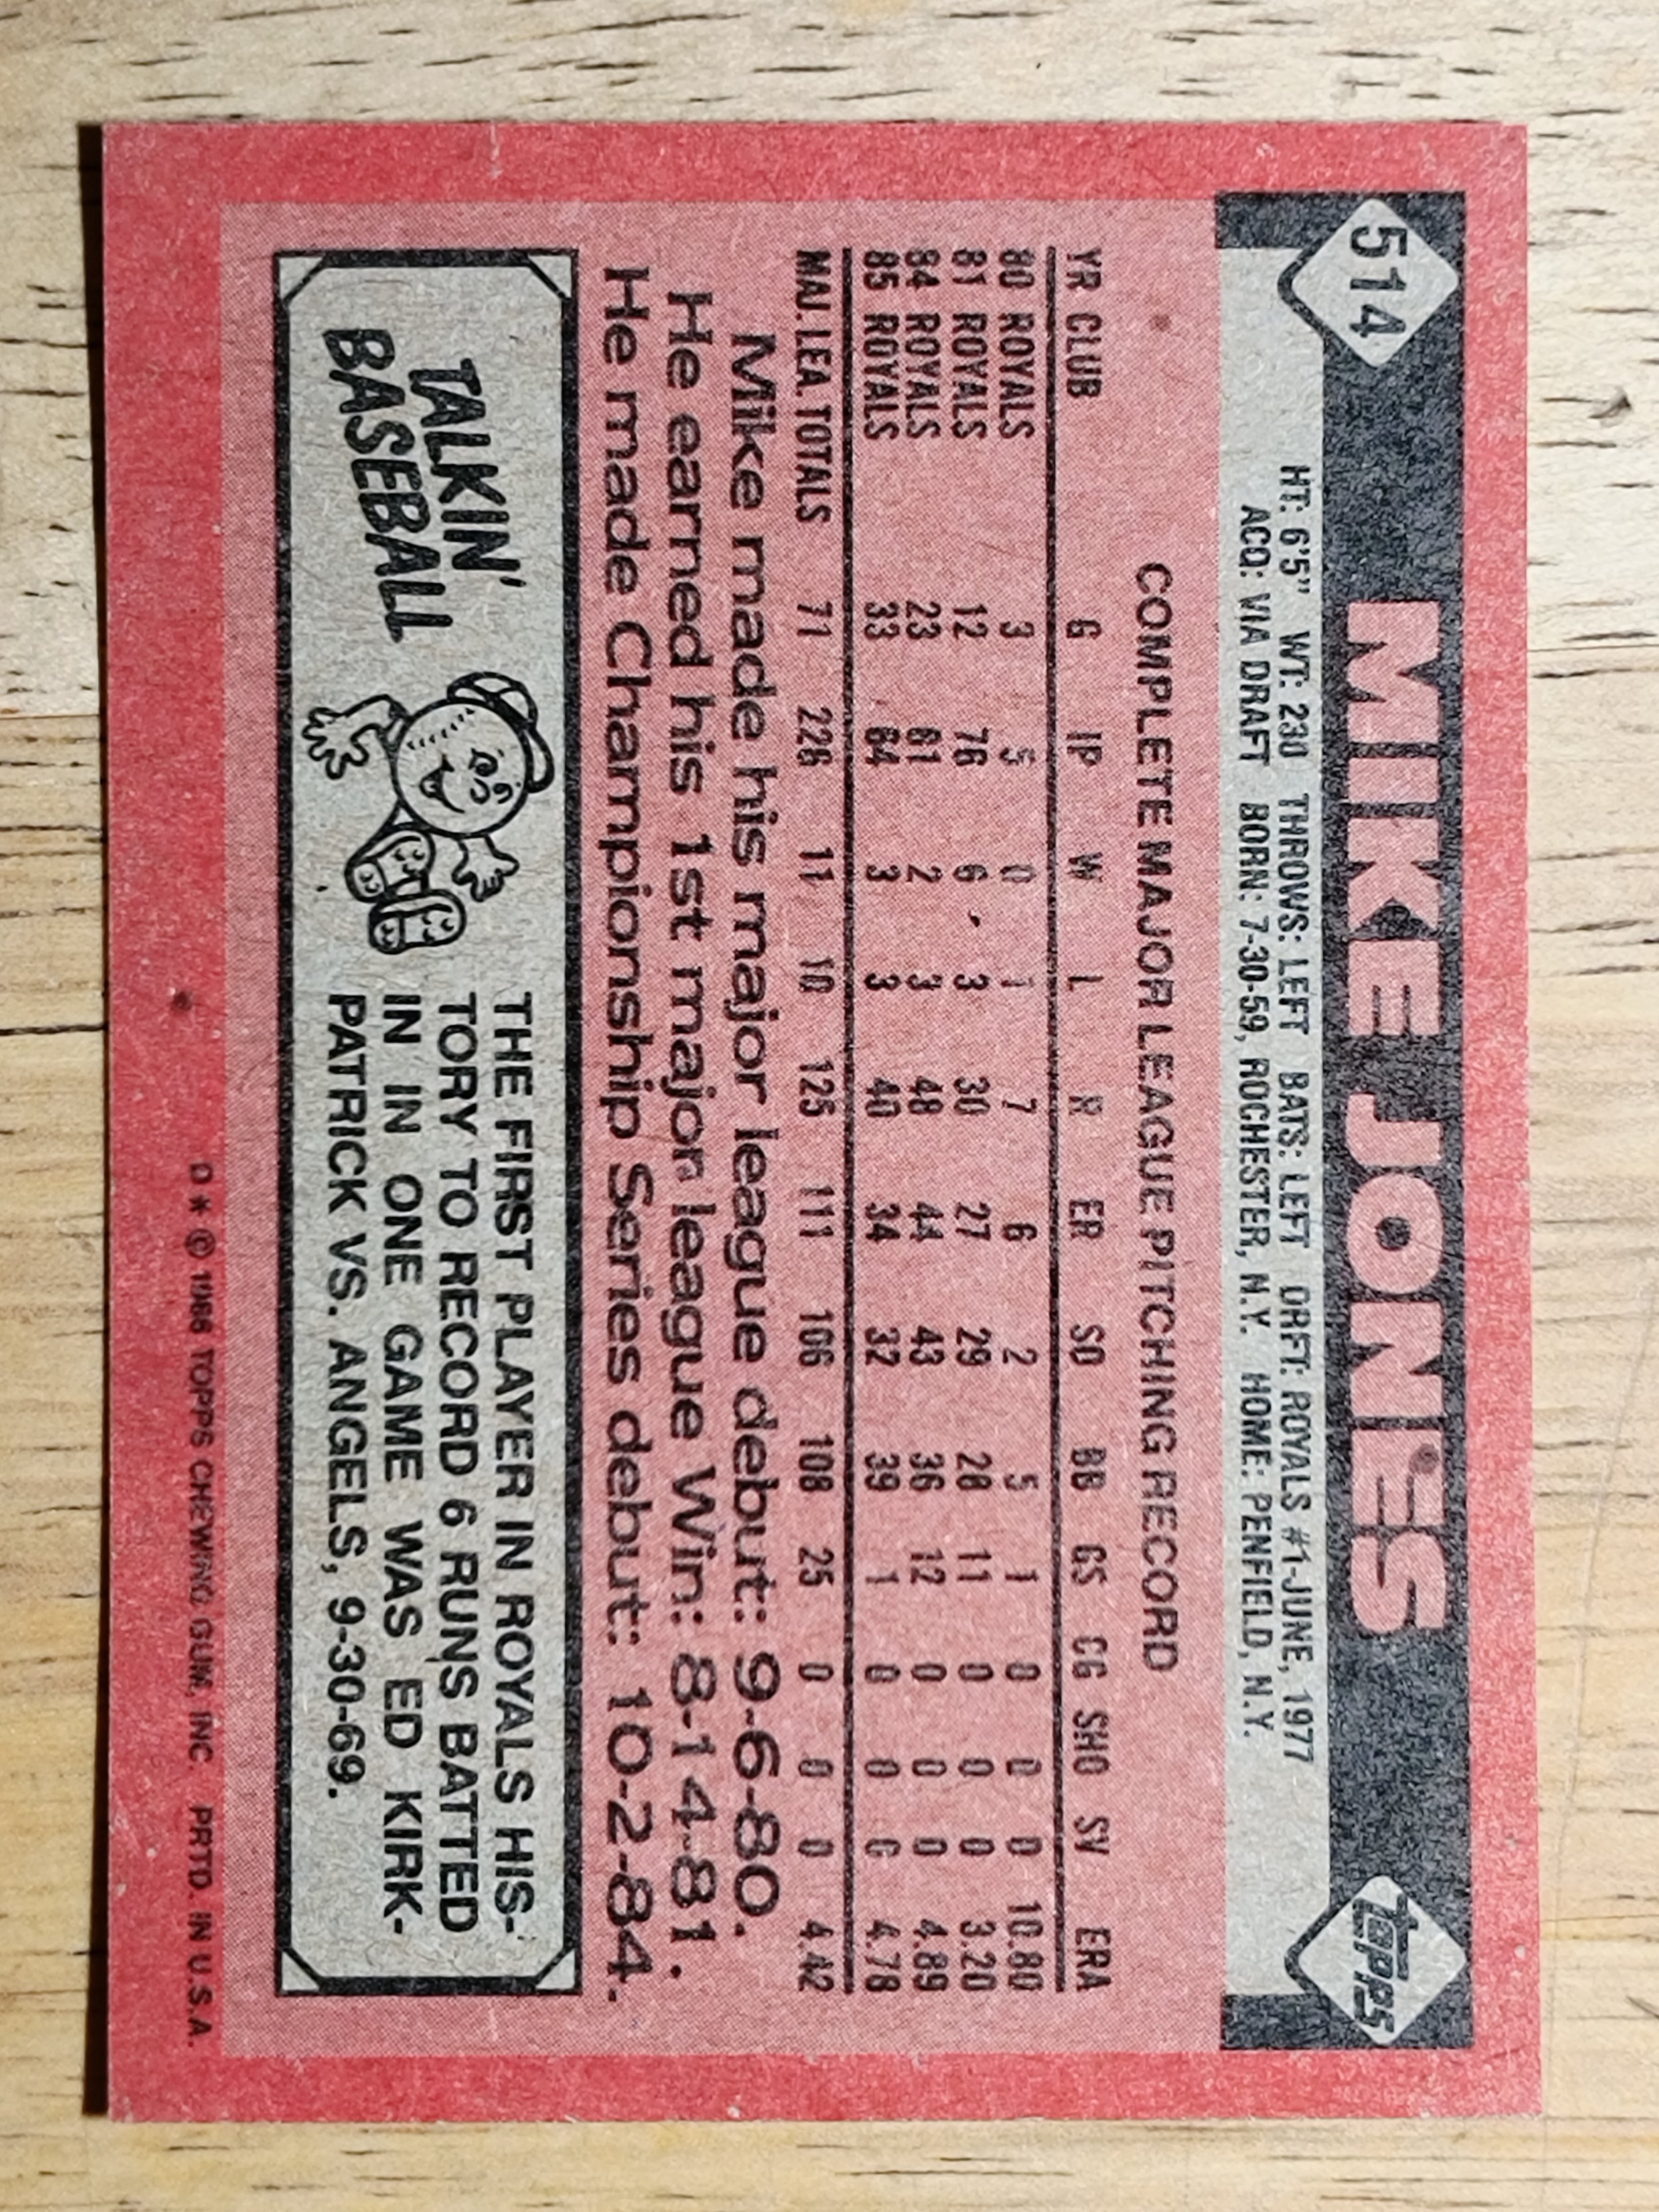 514
MIKE JONES
topps
HT: 6'5" WT: 230 THROWS: LEFT BATS: LEFT DRFT: ROYALS #1-JUNE, 1977
ACQ: VIA DRAFT BORN: 7-30-59, ROCHESTER, N.Y. HOME: PENFIELD, N.Y.
COMPLETE MAJOR LEAGUE PITCHING RECORD
YR CLUB G IP W L R ER SO BB GS CG SHO SV ERA
80 ROYALS 3 5 0 1 7 6 2 5 1 0 0 0 10.80
81 ROYALS 12 76 6 3 30 27 29 28 11 0 0 0 3.20
84 ROYALS 23 81 2 3 48 44 43 36 12 0 0 0 4.89
85 ROYALS 33 64 3 3 40 34 32 39 1 0 0 0 4.78
MAJ. LEA. TOTALS 71 226 11 10 125 111 106 108 25 0 0 0 4.42
Mike made his major league debut: 9-6-80.
He earned his 1st major league Win: 8-14-81.
He made Championship Series debut: 10-2-84.
TALKIN'
BASEBALL
THE FIRST PLAYER IN ROYALS HIS-
TORY TO RECORD 6 RUNS BATTED
IN IN ONE GAME WAS ED KIRK-
PATRICK VS. ANGELS, 9-30-69.
D * © 1986 TOPPS CHEWING GUM, INC. PRTD. IN U.S.A.